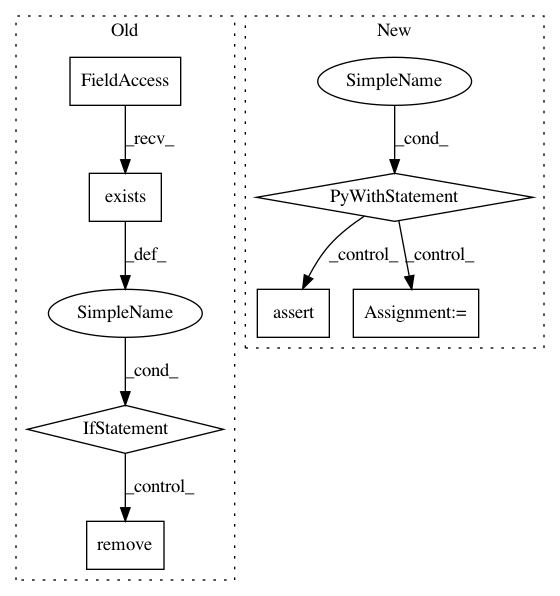 Old
New
FieldAccess
SimpleName
_recv_
_cond_
exists
PyWithStatement
_def_
_control_
_control_
SimpleName
assert
Assignment:=
_cond_
IfStatement
_control_
remove